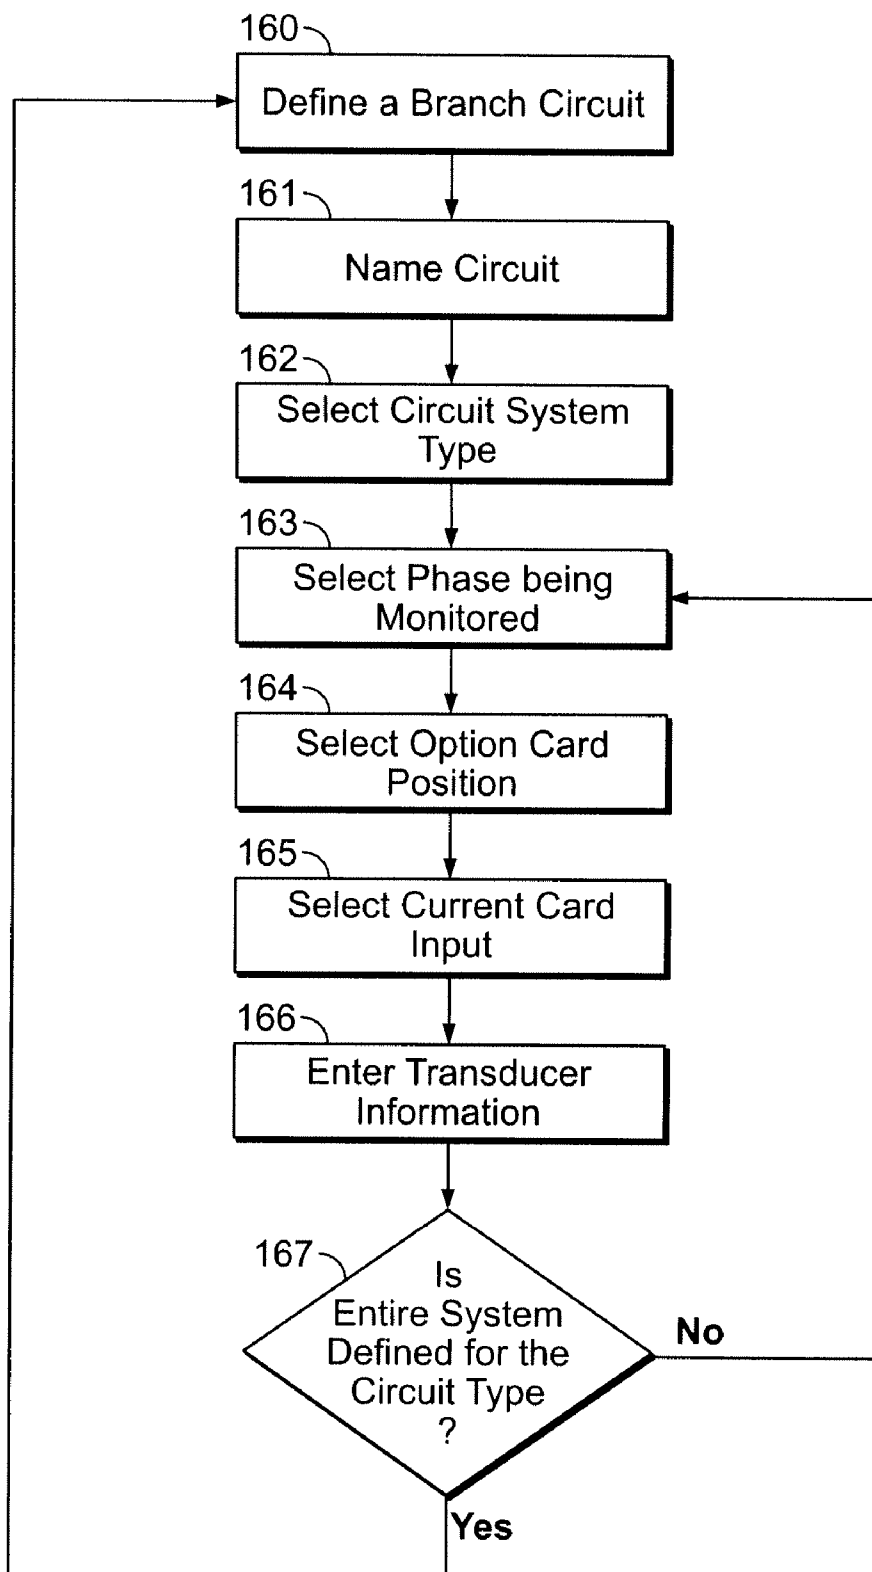 160
Define a Branch Circuit
161
Name Circuit
162
Select Circuit System
Type
163
Select Phase being
Monitored
164
Select Option Card
Position
165
Select Current Card
Input
166
Enter Transducer
Information
167
Is
Entire System
Defined for the
Circuit Type
?
No
Yes